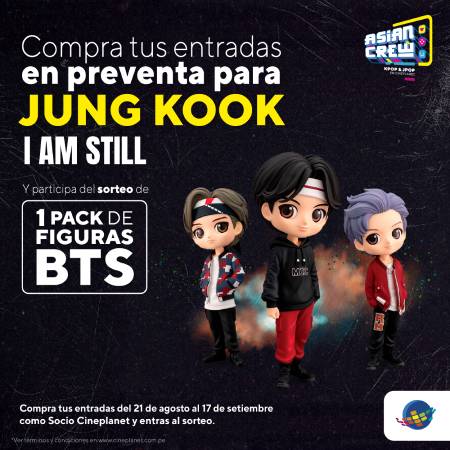 Compra tus entradas
en preventa para
JUNG KOOK
I AM STILL
Y participa del sorteo de
1 PACK DE
FIGURAS
BTS
ASIAN
CREW
KPOP & JPOP
Compra tus entradas del 21 de agosto al 17 de setiembre
como Socio Cineplanet y entras al sorteo.
*Ver términos y condiciones en www.cineplanet.com.pe